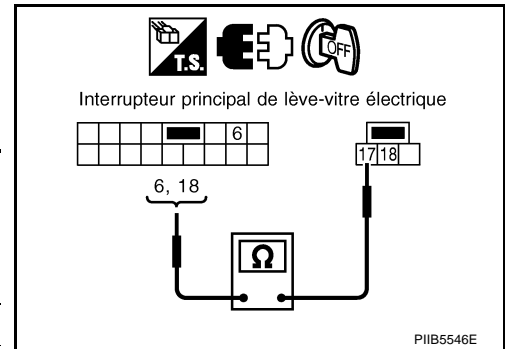 T.S.
OFF
Interrupteur principal de lève-vitre électrique
6
17 18
6, 18
Ω
PIIB5546E